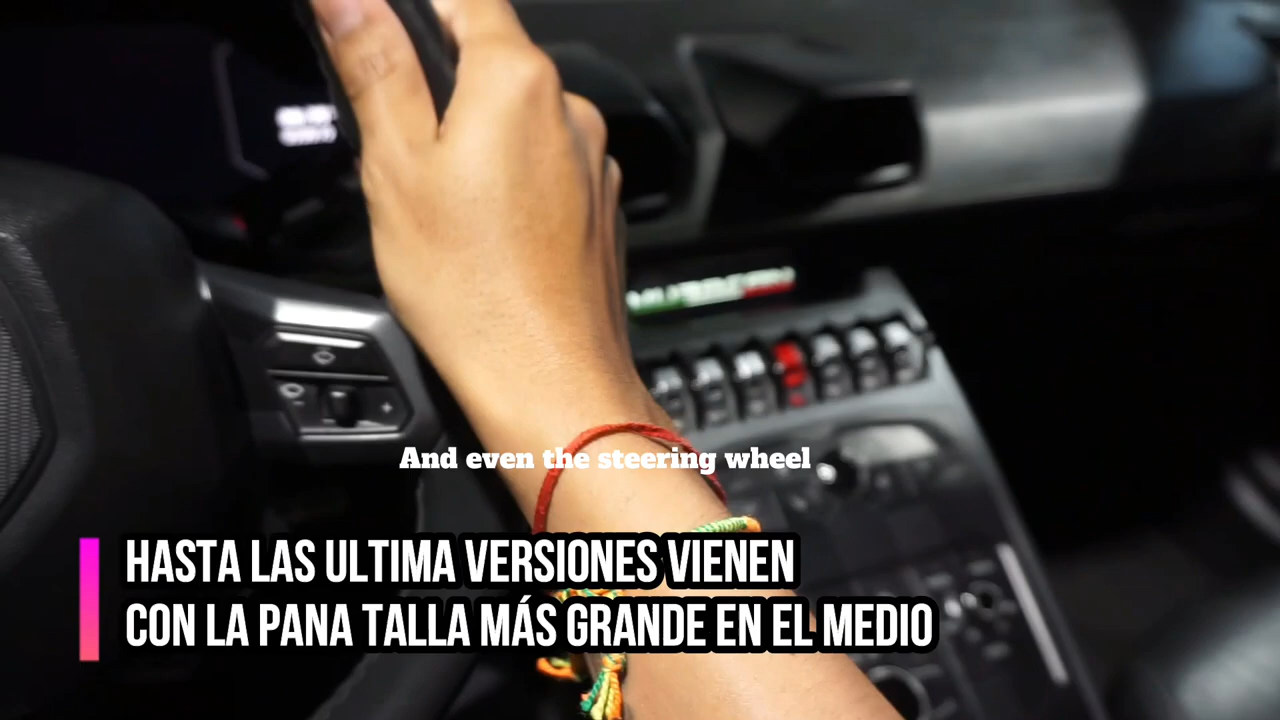 And even the steering wheel
HASTA LAS ULTIMA VERSIONES VIENEN
CON LA PANA TALLA MÁS GRANDE EN EL MEDIO